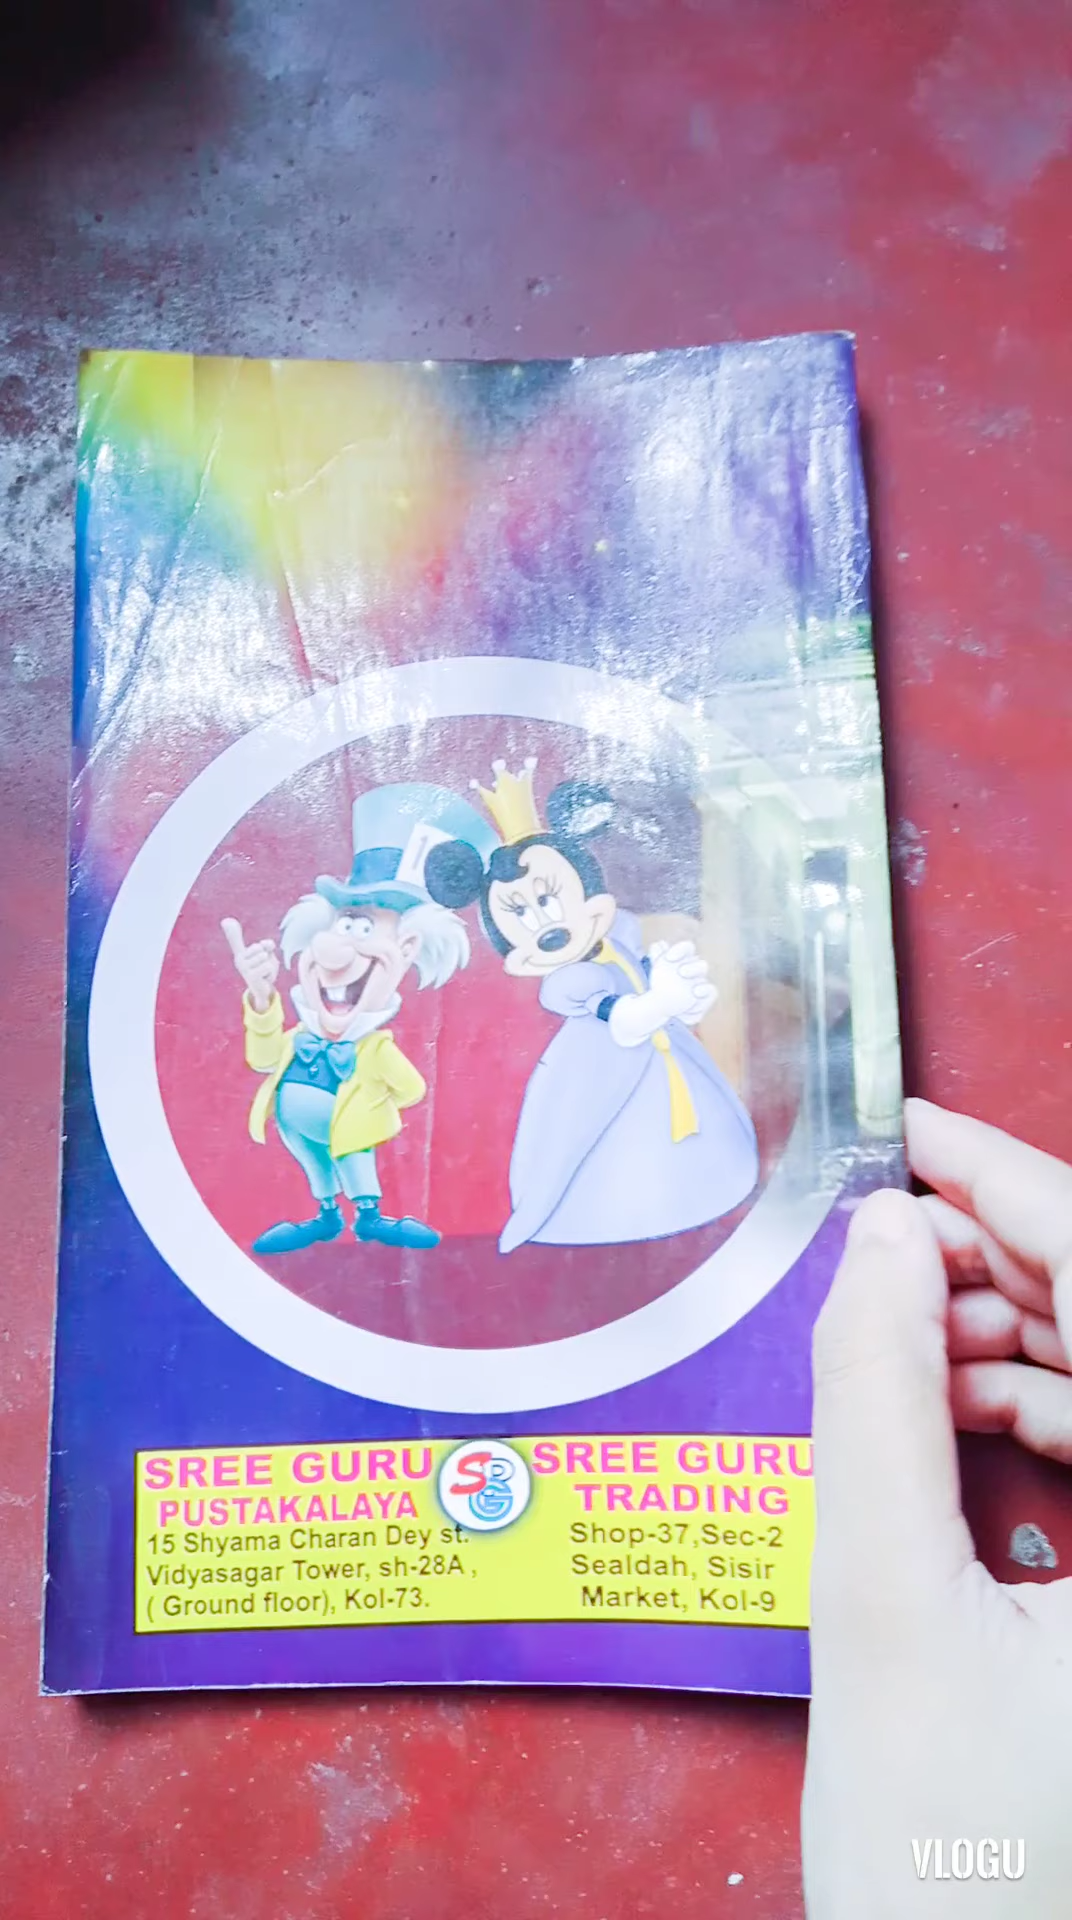 SREE GURU
PUSTAKALAYA
15 Shyama Charan Dey st.
Vidyasagar Tower, sh-28A ,
( Ground floor), Kol-73.
SREE GURU
TRADING
Shop-37,Sec-2
Sealdah, Sisir
Market, Kol-9
VLOGU